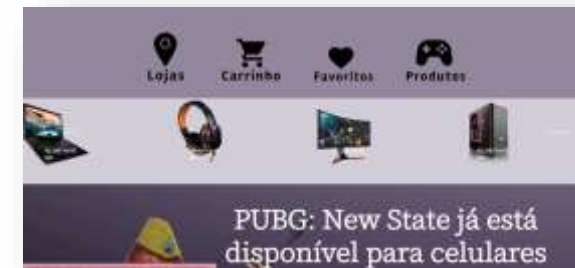 Lojas Carrinho Favoritos Produtos
PUBG: New State já está
disponível para celulares